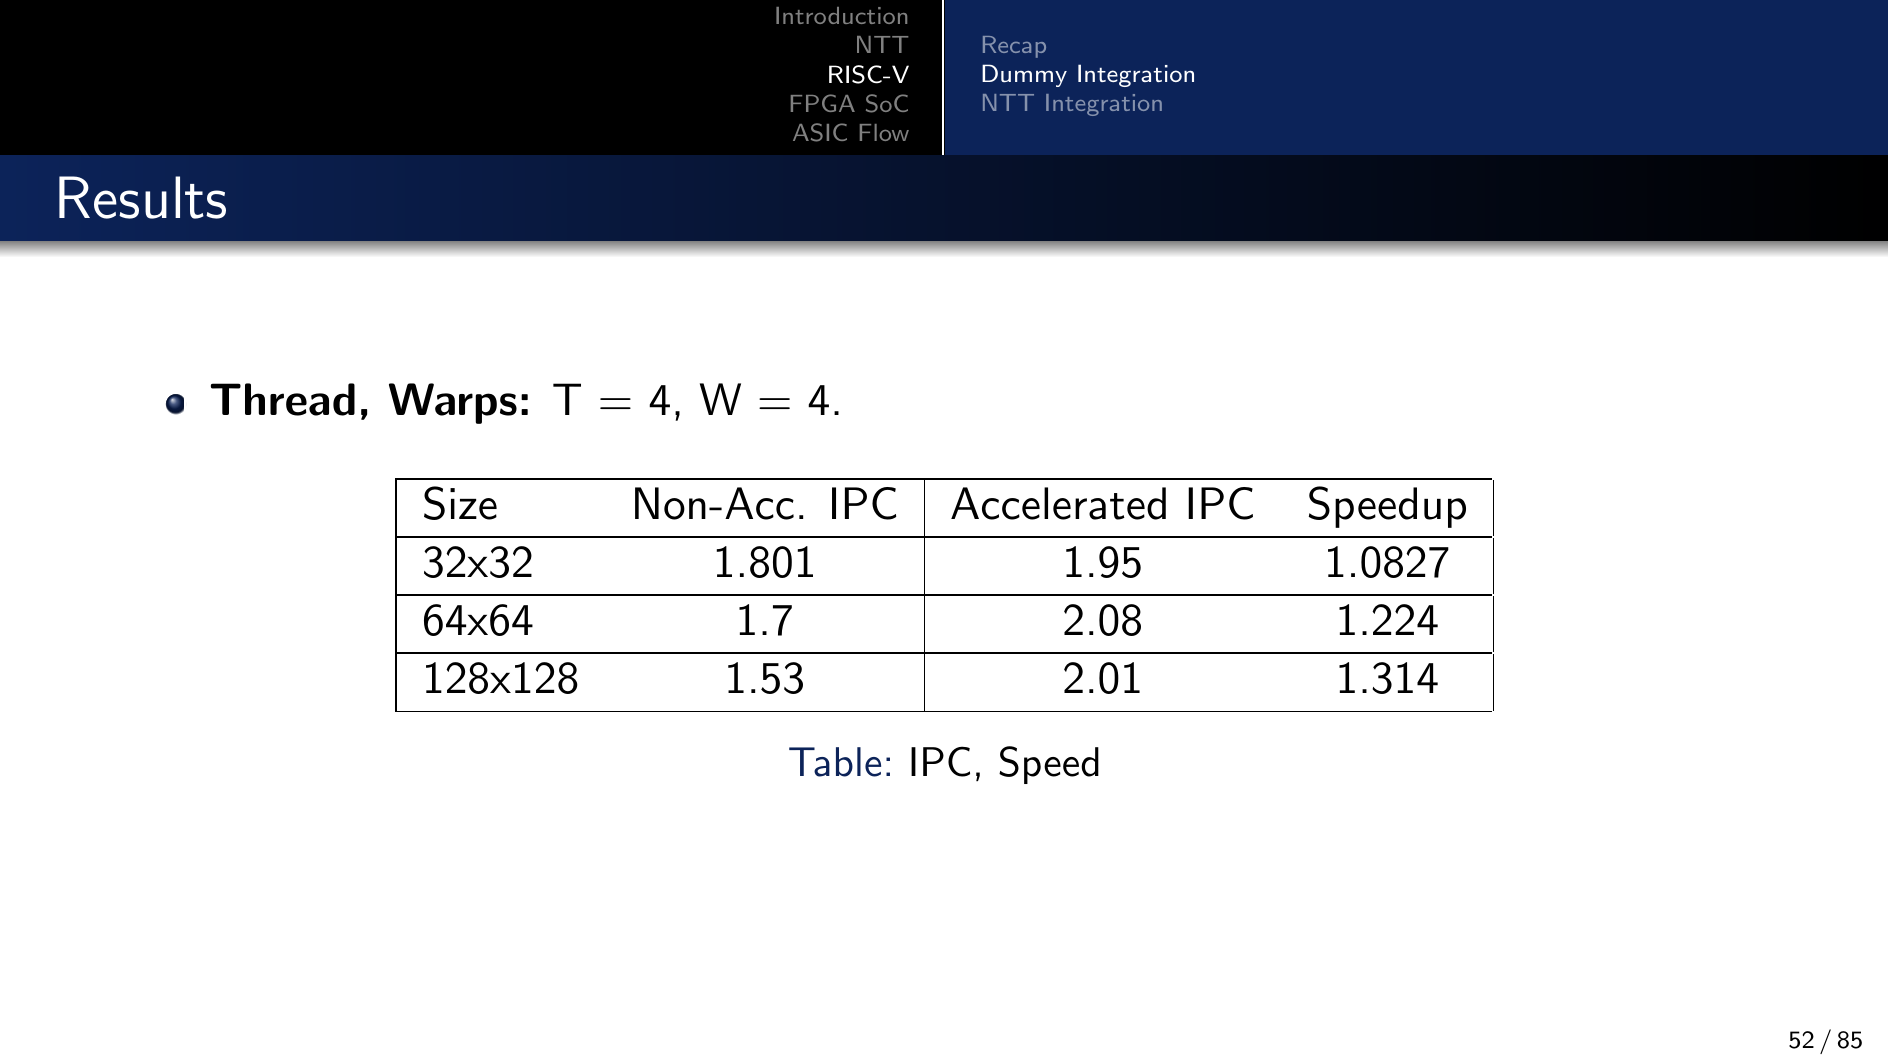 Introduction
NTT
RISC-V
FPGA SoC
ASIC Flow
Recap
Dummy Integration
NTT Integration
Results
Thread, Warps: T = 4, W = 4.
Size Non-Acc. IPC Accelerated IPC Speedup
32x32 1.801 1.95 1.0827
64x64 1.7 2.08 1.224
128x128 1.53 2.01 1.314
Table: IPC, Speed
52 / 85